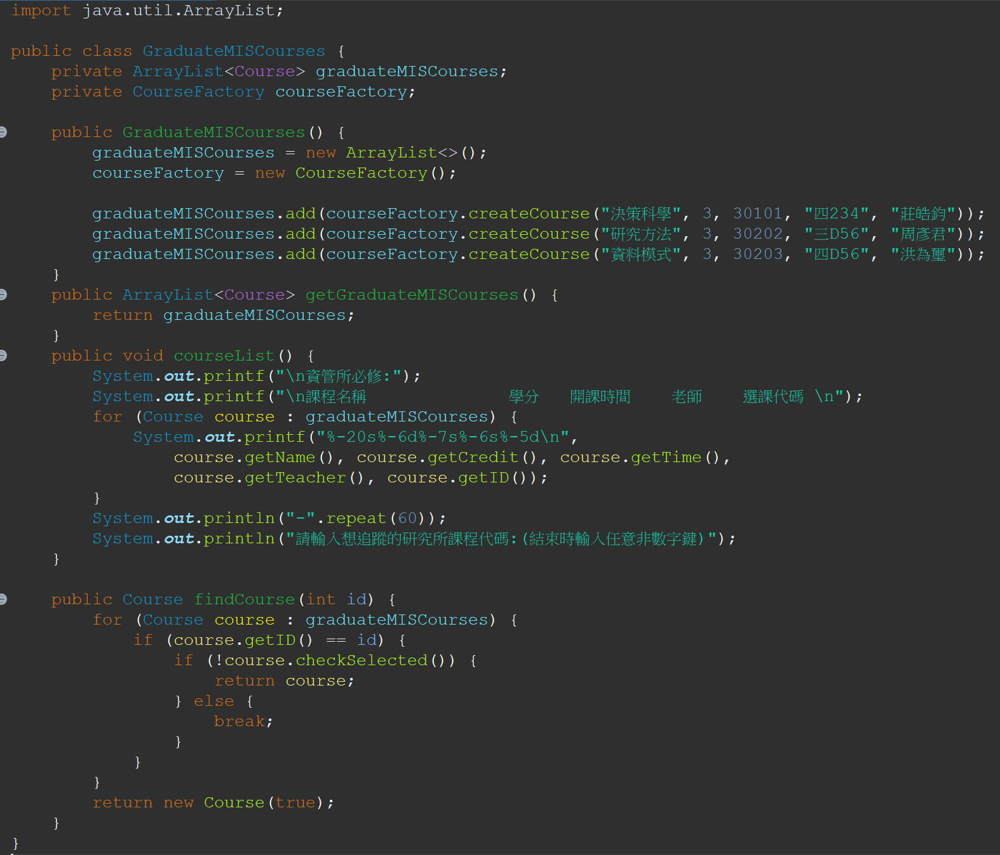 import java.util.ArrayList;

public class GraduateMISCourses {
    private ArrayList<Course> graduateMISCourses;
    private CourseFactory courseFactory;

    public GraduateMISCourses() {
        graduateMISCourses = new ArrayList<>();
        courseFactory = new CourseFactory();

        graduateMISCourses.add(courseFactory.createCourse("決策科學", 3, 30101, "四234", "莊皓鈞"));
        graduateMISCourses.add(courseFactory.createCourse("研究方法", 3, 30202, "三D56", "周彥君"));
        graduateMISCourses.add(courseFactory.createCourse("資料模式", 3, 30203, "四D56", "洪為璽"));
    }
    public ArrayList<Course> getGraduateMISCourses() {
        return graduateMISCourses;
    }
    public void courseList() {
        System.out.printf("\n資管所必修:");
        System.out.printf("\n課程名稱              學分   開課時間    老師    選課代碼 \n");
        for (Course course : graduateMISCourses) {
            System.out.printf("%-20s%-6d%-7s%-6s%-5d\n",
                course.getName(), course.getCredit(), course.getTime(),
                course.getTeacher(), course.getID());
        }
        System.out.println("-".repeat(60));
        System.out.println("請輸入想追蹤的研究所課程代碼:(結束時輸入任意非數字鍵)");
    }

    public Course findCourse(int id) {
        for (Course course : graduateMISCourses) {
            if (course.getID() == id) {
                if (!course.checkSelected()) {
                    return course;
                } else {
                    break;
                }
            }
        }
        return new Course(true);
    }
}